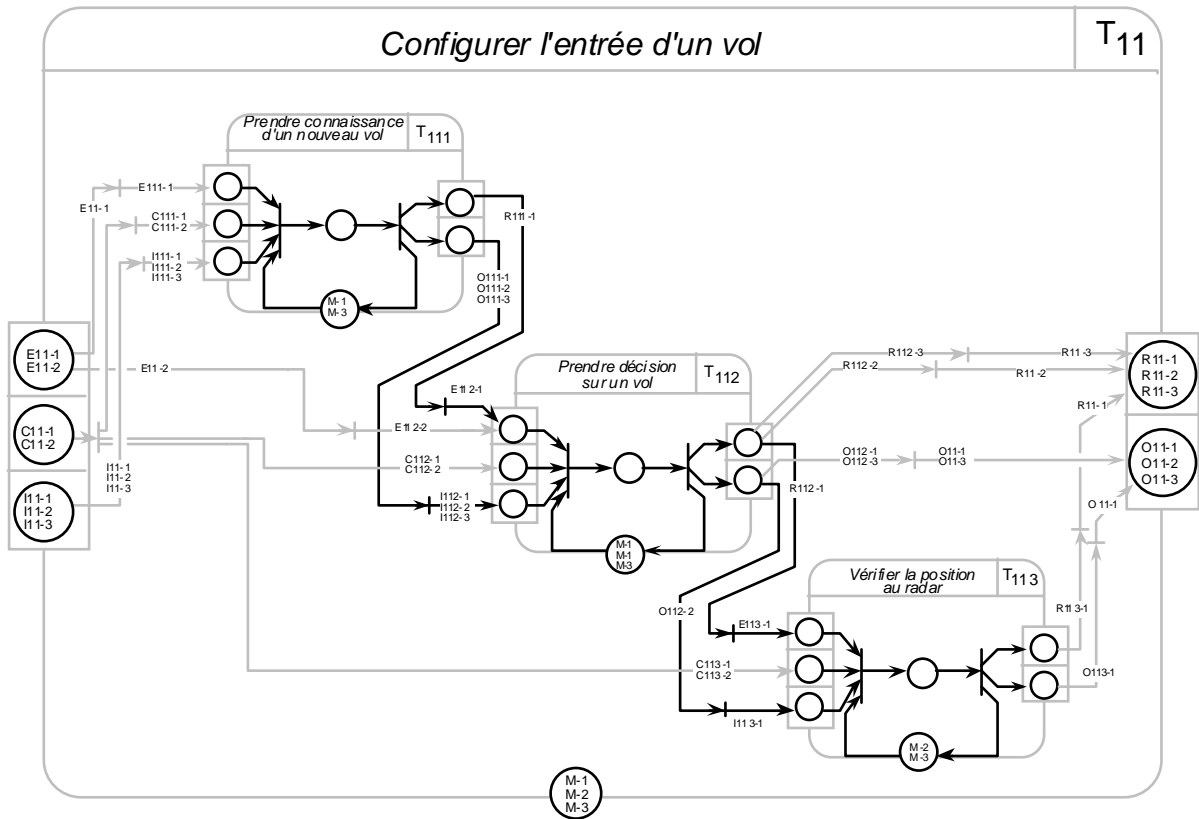 Configurer l'entrée d'un vol
T11
Prendre connaissance
d'un nouveau vol
T111
E111-1
E11-1
C111-1
C111-2
I111-1
I111-2
I111-3
R111-1
O111-1
O111-2
O111-3
M-1
M-3
E11-1
E11-2
E11-2
C11-1
C11-2
I11-1
I11-2
I11-3
I11-1
I11-2
I11-3
Prendre décision
sur un vol
T112
E112-1
E112-2
C112-1
C112-2
I112-1
I112-2
I112-3
M-1
M-1
M-3
R112-3
R11-3
R112-2
R11-2
R11-1
R11-1
R11-2
R11-3
O112-1
O112-3
O11-1
O11-3
O11-1
O11-2
O11-3
R112-1
O11-1
Vérifier la position
au radar
T113
O112-2
E113-1
C113-1
C113-2
I113-1
R113-1
O113-1
M-2
M-3
M-1
M-2
M-3